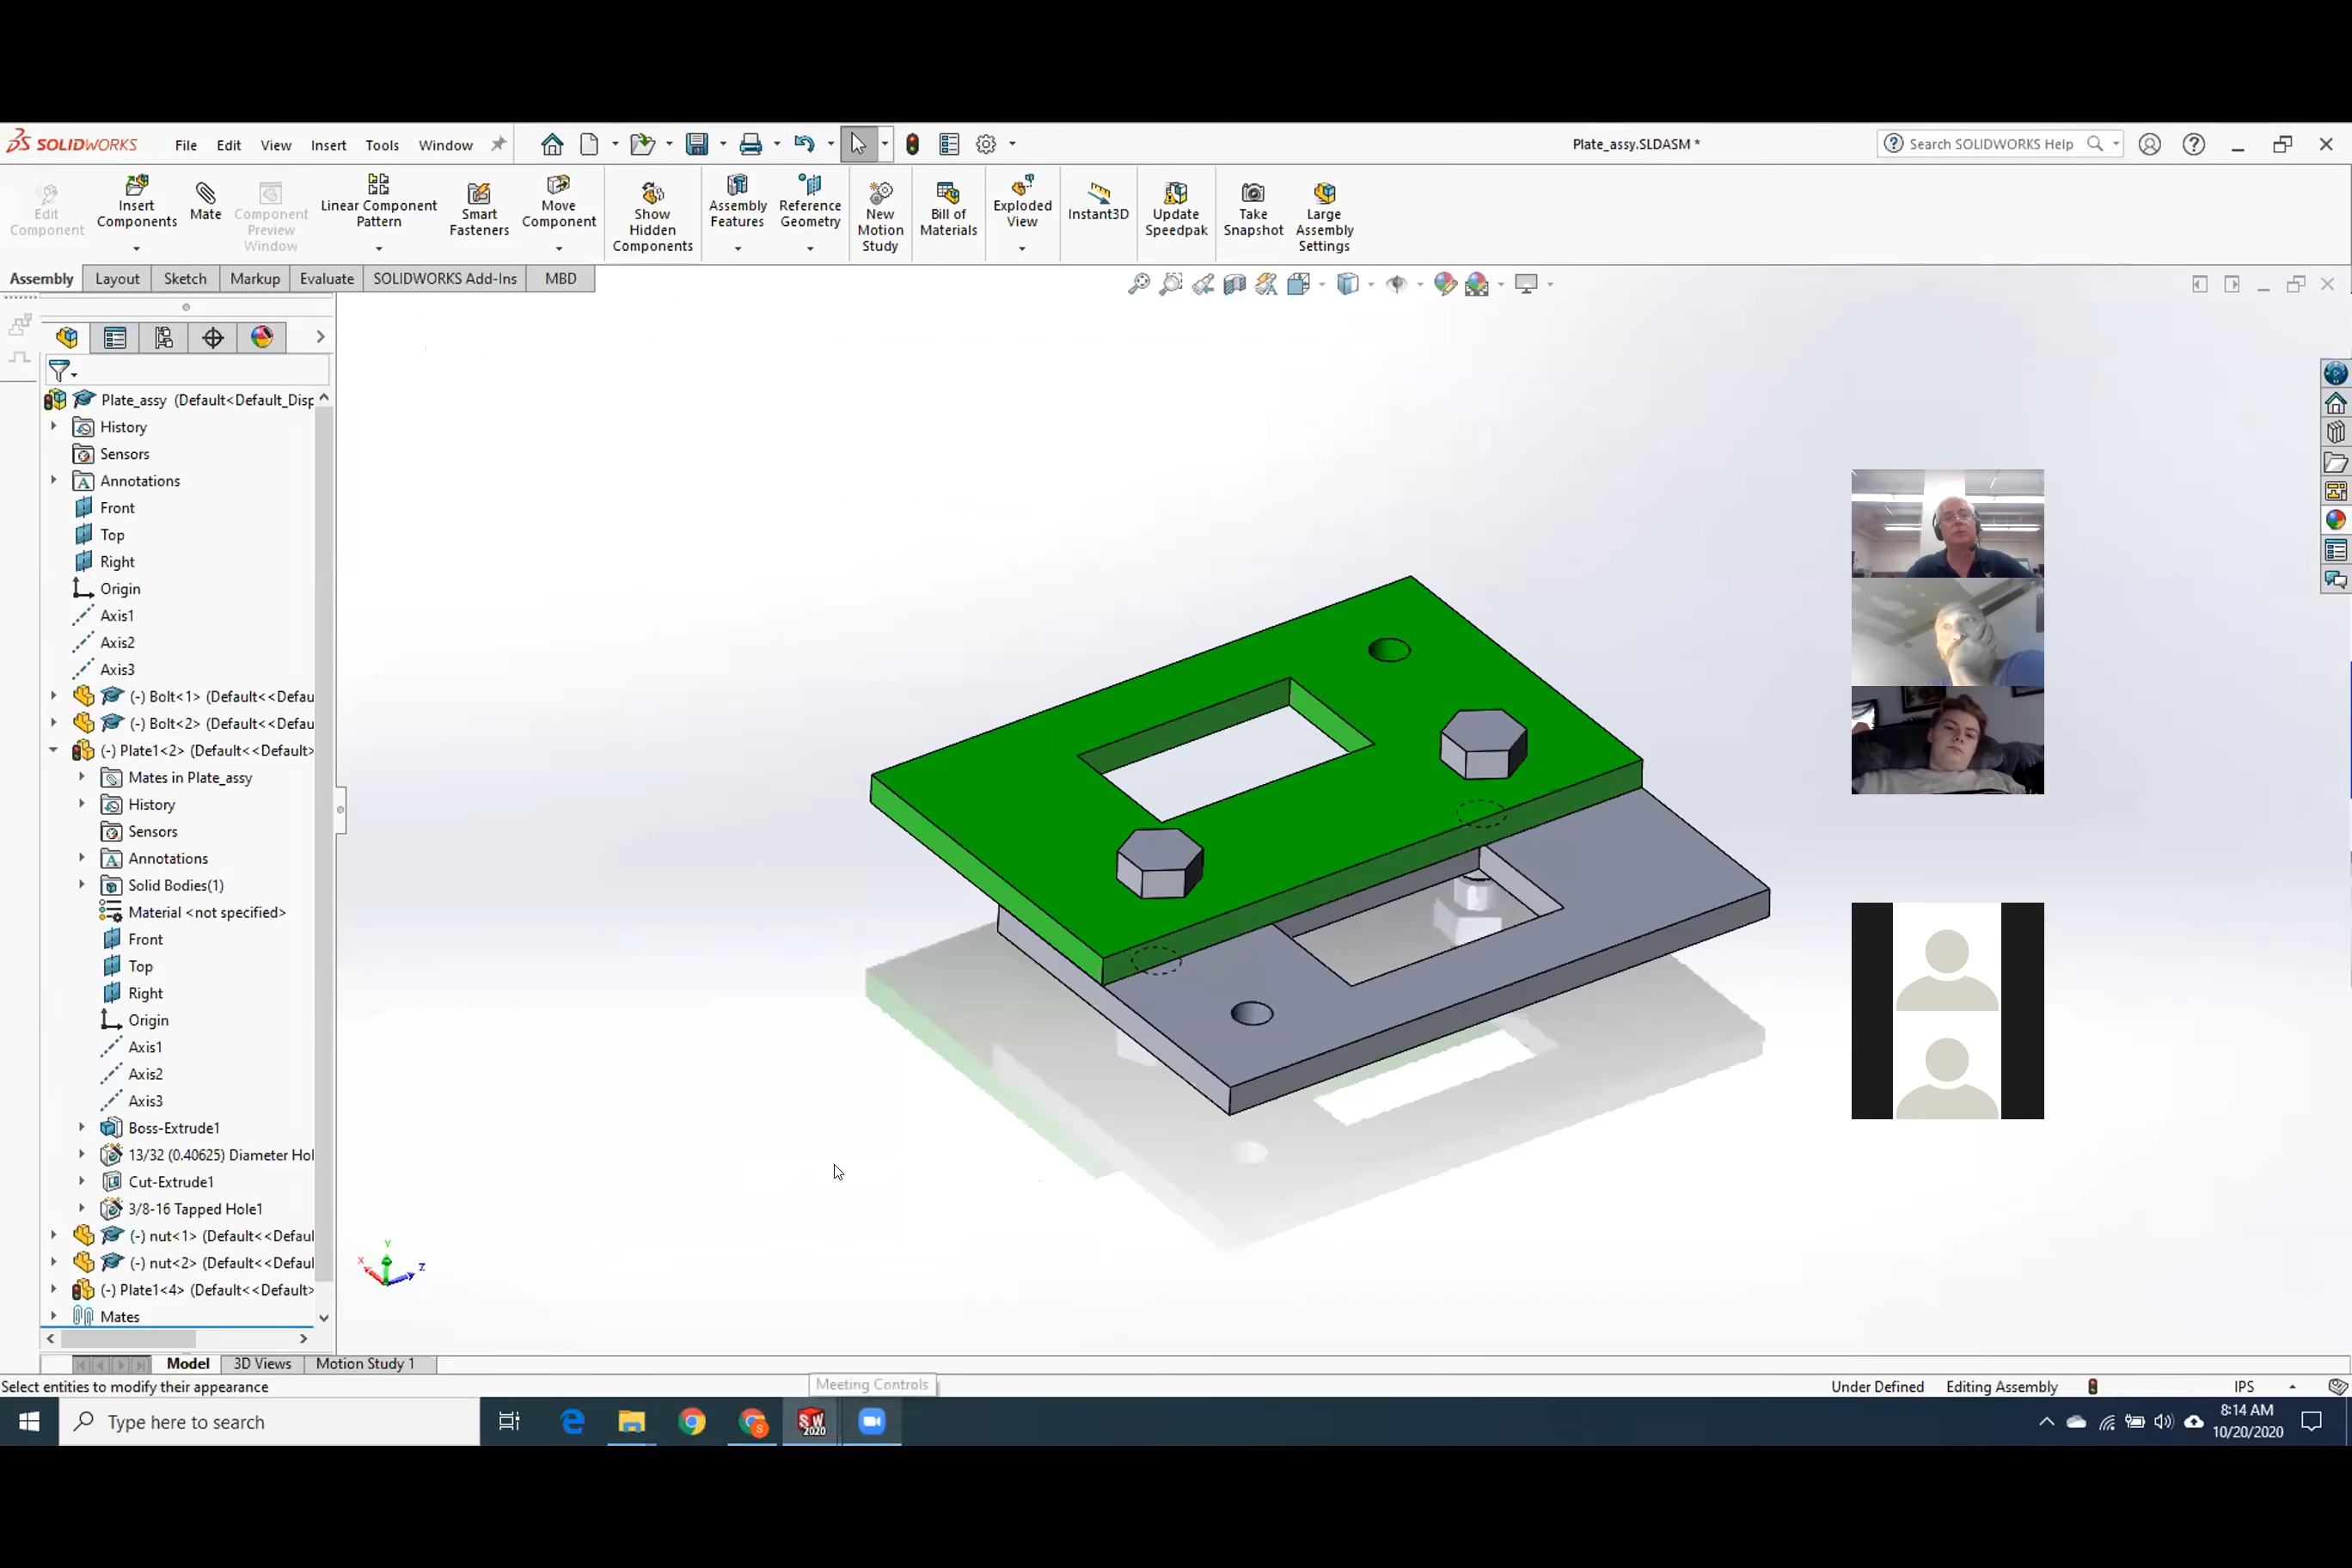 SOLIDWORKS File Edit View Insert Tools Window Plate_assy.SLDASM * Search SOLIDWORKS Help
Edit Component
Insert Components
Mate
Component Preview Window
Linear Component Pattern
Smart Fasteners
Move Component
Show Hidden Components
Assembly Features
Reference Geometry
New Motion Study
Bill of Materials
Exploded View
Instant3D
Update Speedpak
Take Snapshot
Large Assembly Settings
Assembly Layout Sketch Markup Evaluate SOLIDWORKS Add-Ins MBD
Plate_assy (Default<Default_Disp
History
Sensors
Annotations
Front
Top
Right
Origin
Axis1
Axis2
Axis3
(-) Bolt<1> (Default<<Defau
(-) Bolt<2> (Default<<Defau
(-) Plate1<2> (Default<<Default>
Mates in Plate_assy
History
Sensors
Annotations
Solid Bodies(1)
Material <not specified>
Front
Top
Right
Origin
Axis1
Axis2
Axis3
Boss-Extrude1
13/32 (0.40625) Diameter Hol
Cut-Extrude1
3/8-16 Tapped Hole1
(-) nut<1> (Default<<Defaul
(-) nut<2> (Default<<Defaul
(-) Plate1<4> (Default<<Default>
Mates
Y
X
Z
Model 3D Views Motion Study 1
Select entities to modify their appearance
Meeting Controls
Under Defined Editing Assembly IPS
Type here to search
S
SW 2020
8:14 AM
10/20/2020